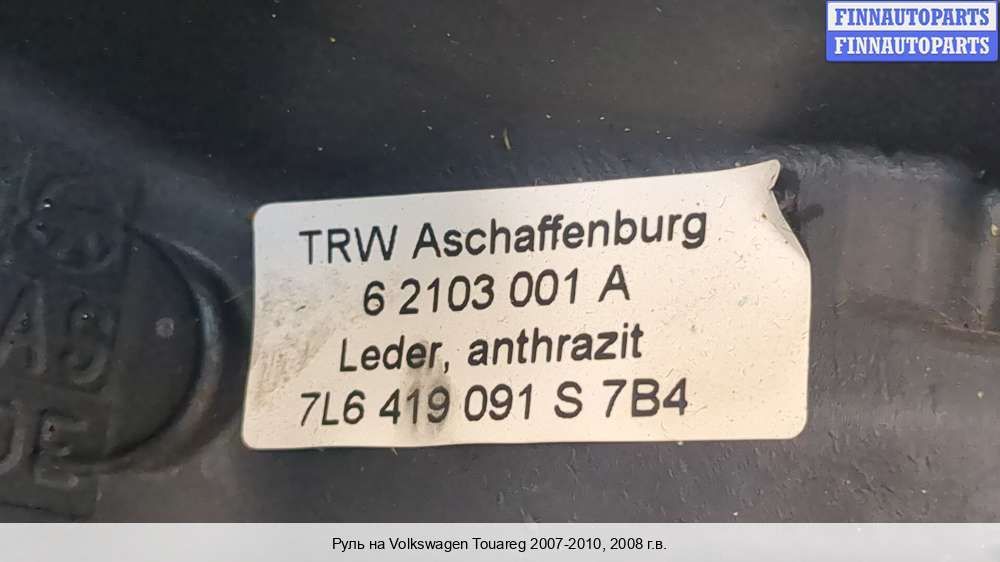 FINNAUTOPARTS
FINNAUTOPARTS
TRW Aschaffenburg
6 2103 001 A
Leder, anthrazit
7L6 419 091 S 7B4
Руль на Volkswagen Touareg 2007-2010, 2008 г.в.